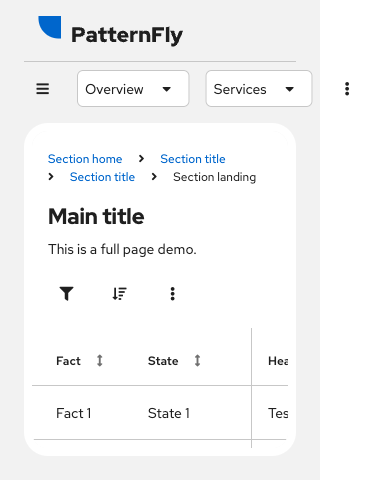 PatternFly
Overview Services
Section home Section title
Section title Section landing
Main title
This is a full page demo.
Fact State
Fact 1 State 1